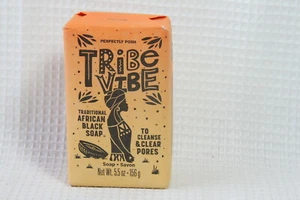 PERFECTLY POSH
TRIBE
VIBE
TRADITIONAL
AFRICAN
BLACK
SOAP
TO
CLEANSE
& CLEAR
PORES
Soap • Savon
Net Wt. 5.5 oz • 156 g